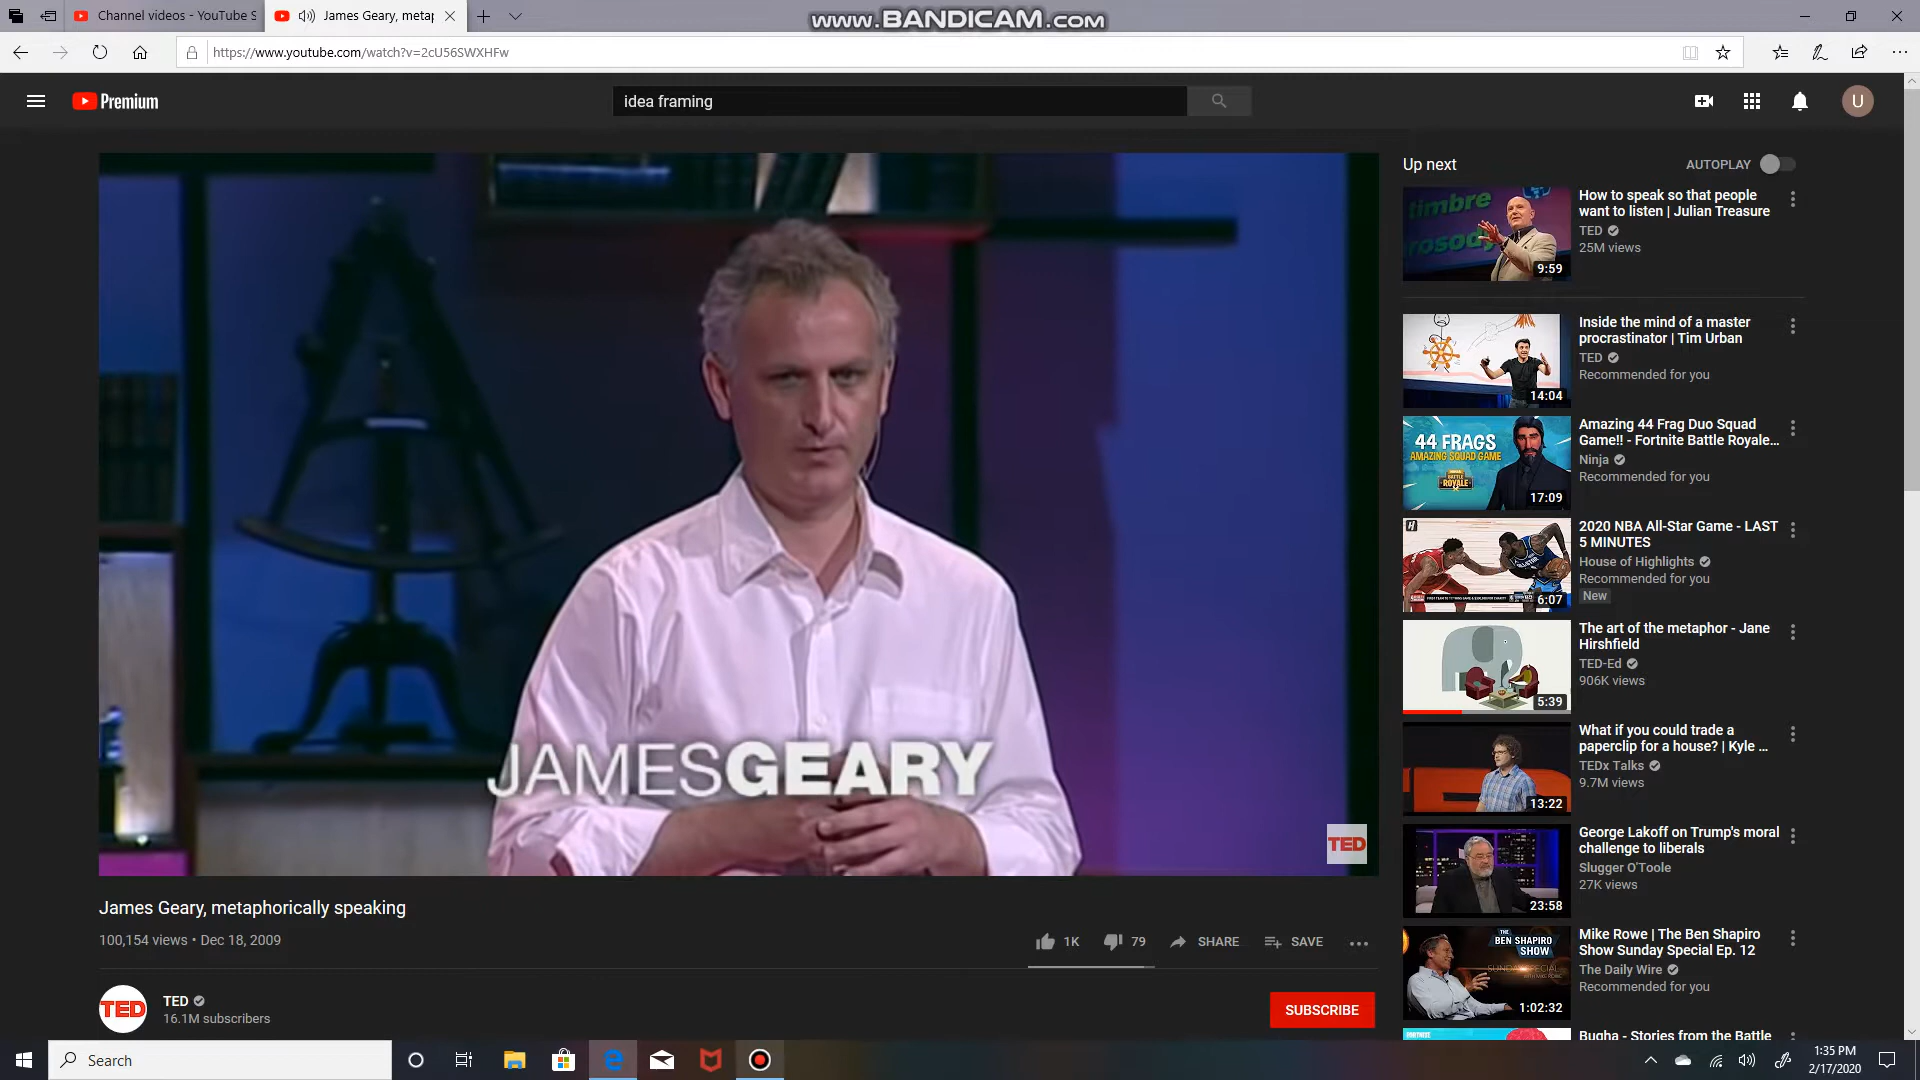 Channel videos - YouTube S
James Geary, metap
www.BANDICAM.com
https://www.youtube.com/watch?v=2cU56SWXHFw
Premium
idea framing
U
JAMESGEARY
TED
James Geary, metaphorically speaking
100,154 views • Dec 18, 2009
1K
79
SHARE
SAVE
TED
TED
16.1M subscribers
SUBSCRIBE
Up next
AUTOPLAY
timbre
rosody
9:59
How to speak so that people
want to listen | Julian Treasure
TED
25M views
14:04
Inside the mind of a master
procrastinator | Tim Urban
TED
Recommended for you
44 FRAGS
AMAZING SQUAD GAME
BATTLE
ROYALE
17:09
Amazing 44 Frag Duo Squad
Game!! - Fortnite Battle Royale...
Ninja
Recommended for you
H
6:07
2020 NBA All-Star Game - LAST
5 MINUTES
House of Highlights
Recommended for you
New
5:39
The art of the metaphor - Jane
Hirshfield
TED-Ed
906K views
13:22
What if you could trade a
paperclip for a house? | Kyle ...
TEDx Talks
9.7M views
23:58
George Lakoff on Trump's moral
challenge to liberals
Slugger O'Toole
27K views
THE
BEN SHAPIRO
SHOW
SUNDAY SPECIAL
1:02:32
Mike Rowe | The Ben Shapiro
Show Sunday Special Ep. 12
The Daily Wire
Recommended for you
Bugha - Stories from the Battle
Search
1:35 PM
2/17/2020